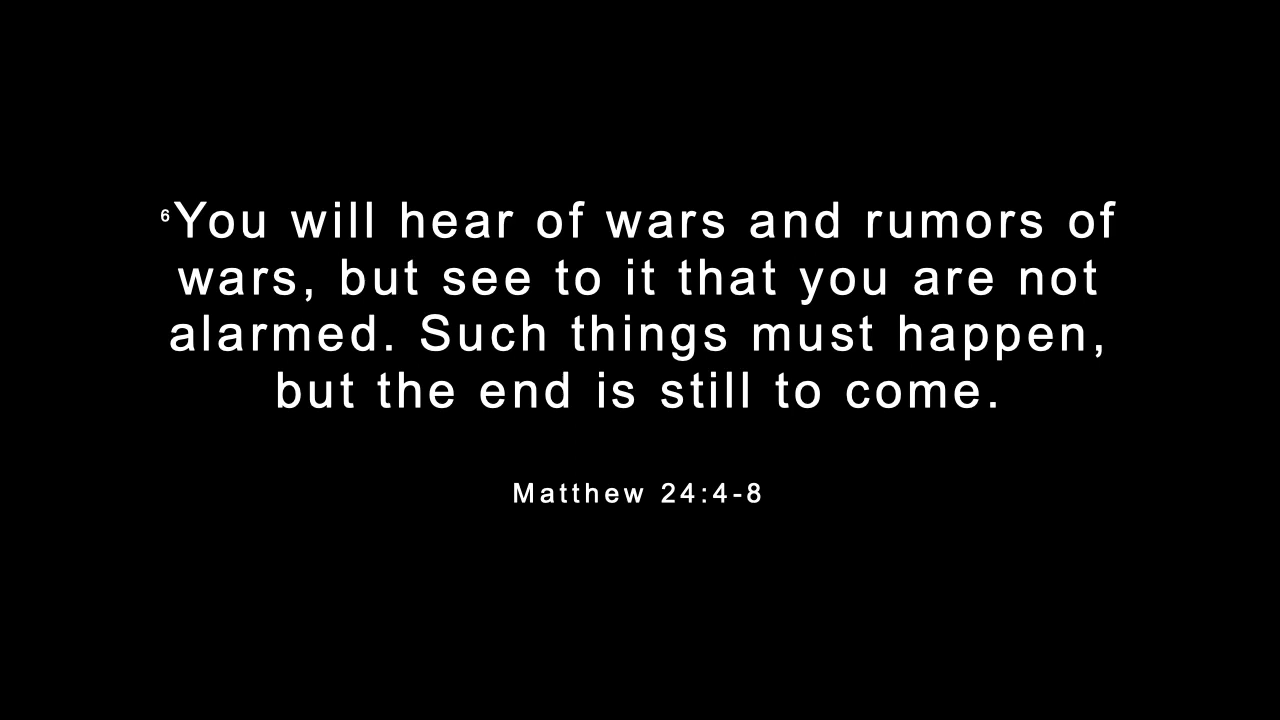 ⁶You will hear of wars and rumors of
wars, but see to it that you are not
alarmed. Such things must happen,
but the end is still to come.
Matthew 24:4-8